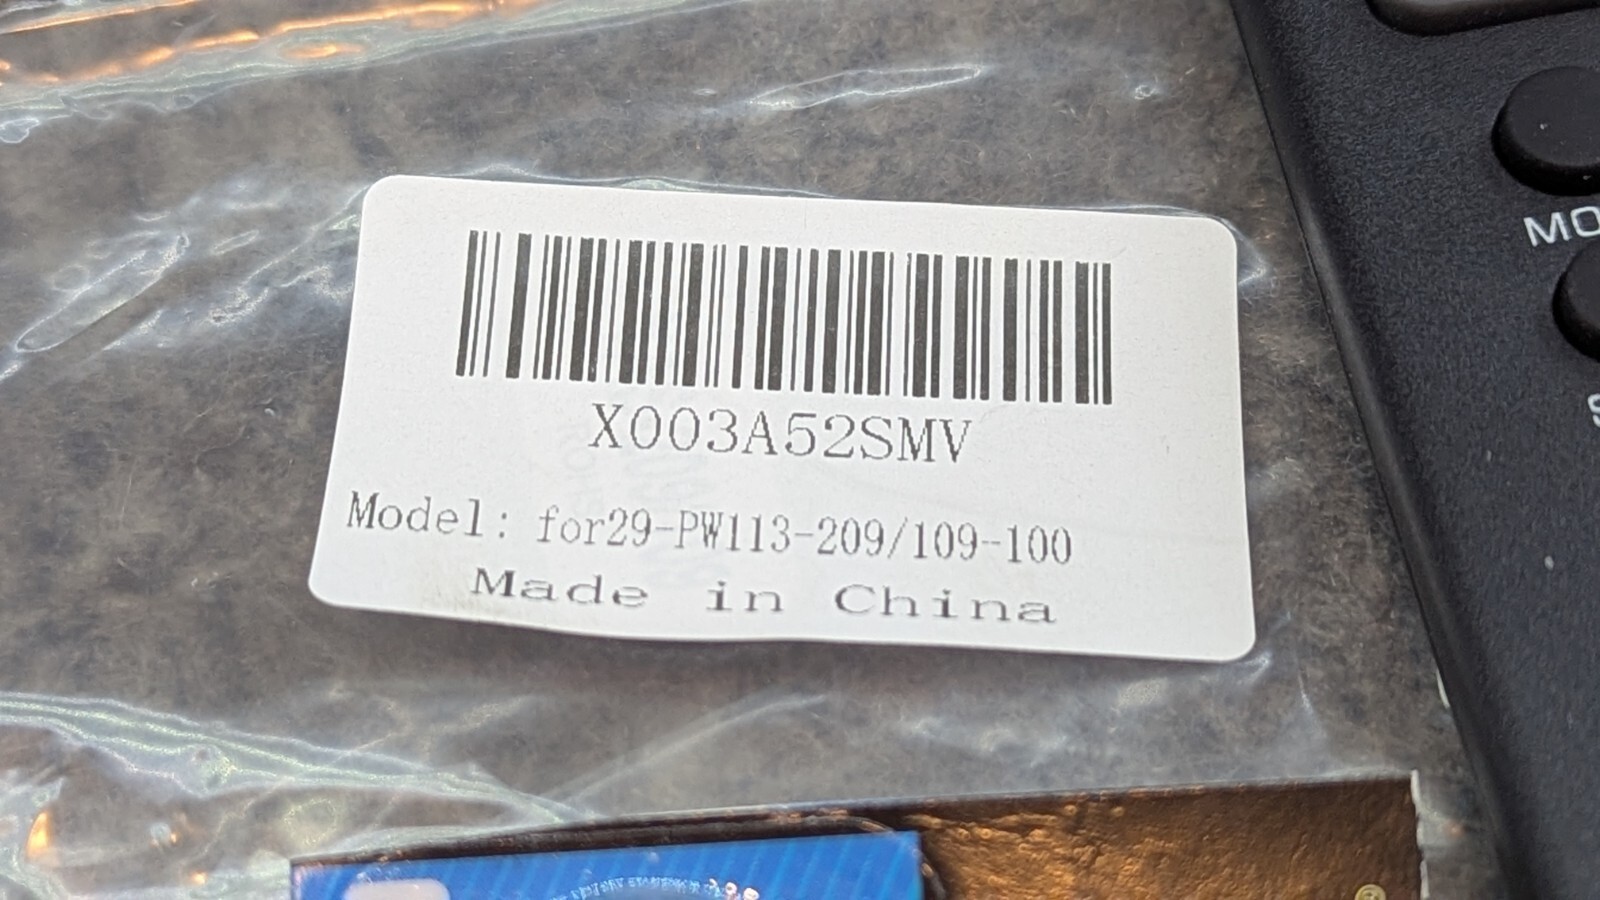 X003A52SMV
Model: for29-PW113-209/109-100
Made in China
MO
S